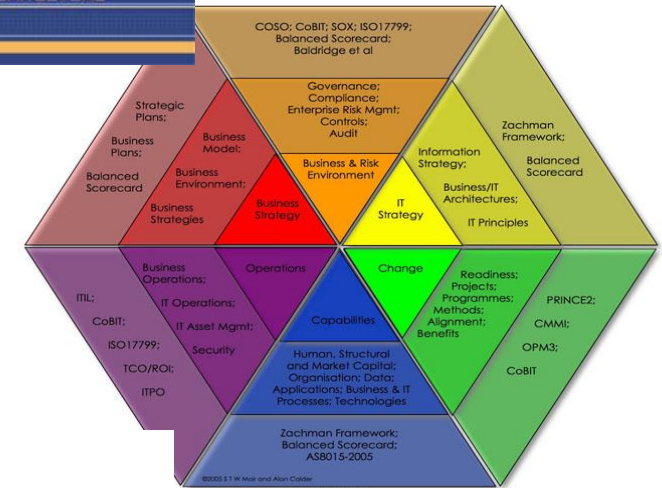 COSO; CoBIT; SOX; ISO17799;
Balanced Scorecard;
Baldridge et al
Governance;
Compliance;
Enterprise Risk Mgmt;
Controls;
Audit
Business & Risk
Environment
Strategic
Plans;
Business
Plans;
Balanced
Scorecard
Business
Model;
Business
Environment;
Business
Strategies
Business
Strategy
IT
Strategy
Information
Strategy;
Business/IT
Architectures;
IT Principles
Zachman
Framework;
Balanced
Scorecard
ITIL;
CoBIT;
ISO17799;
TCO/ROI;
ITPO
Business
Operations;
IT Operations;
IT Asset Mgmt;
Security
Operations
Capabilities
Change
Readiness;
Projects;
Programmes;
Methods;
Alignment;
Benefits
PRINCE2;
CMMI;
OPM3;
CoBIT
Human, Structural
and Market Capital;
Organisation; Data;
Applications; Business & IT
Processes; Technologies
Zachman Framework;
Balanced Scorecard;
AS8015-2005
©2005 S T W Moir and Alan Calder